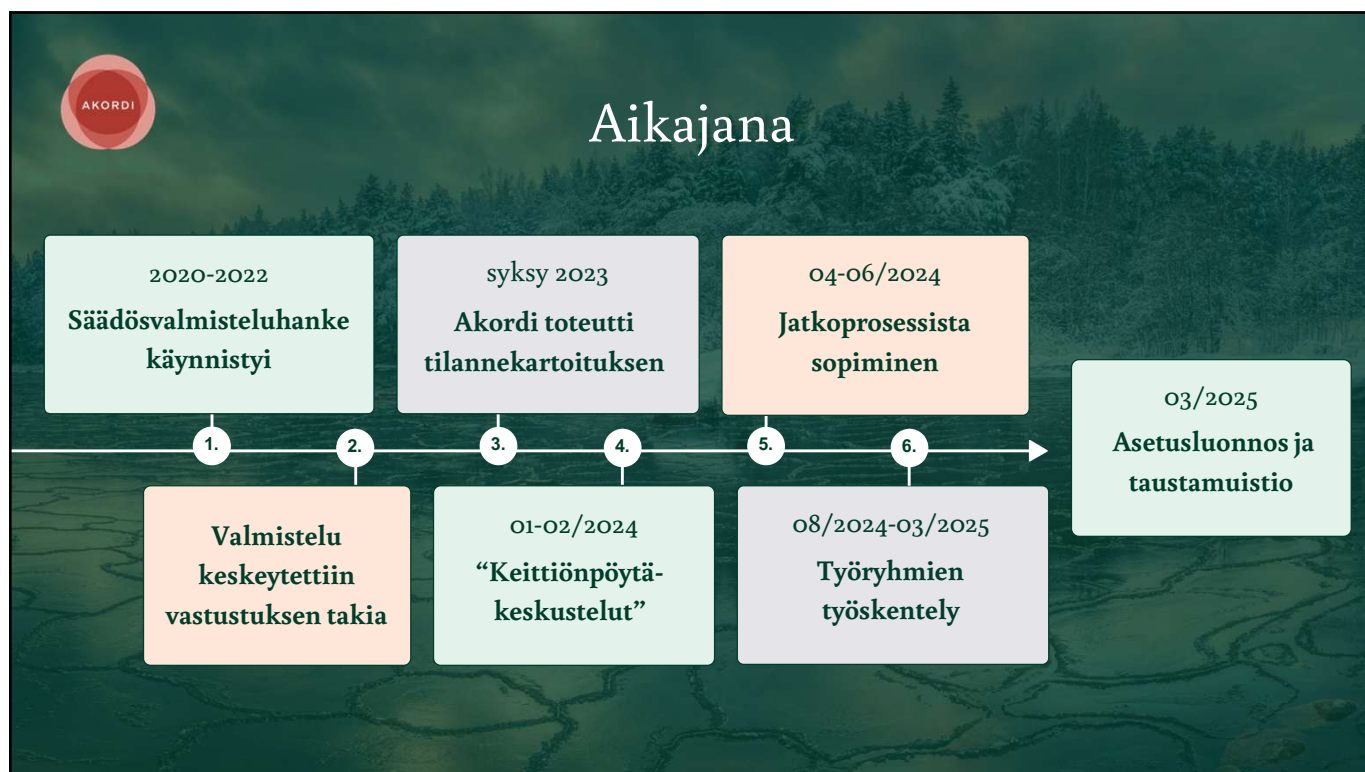 AKORDI
Aikajana
2020-2022
Säädösvalmisteluhanke
käynnistyi
syksy 2023
Akordi toteutti
tilannekartoituksen
04-06/2024
Jatkoprosessista
sopiminen
03/2025
Asetusluonnos ja
taustamuistio
1.
2.
3.
4.
5.
6.
Valmistelu
keskeytettiin
vastustuksen takia
01-02/2024
“Keittiönpöytä-
keskustelut”
08/2024-03/2025
Työryhmien
työskentely